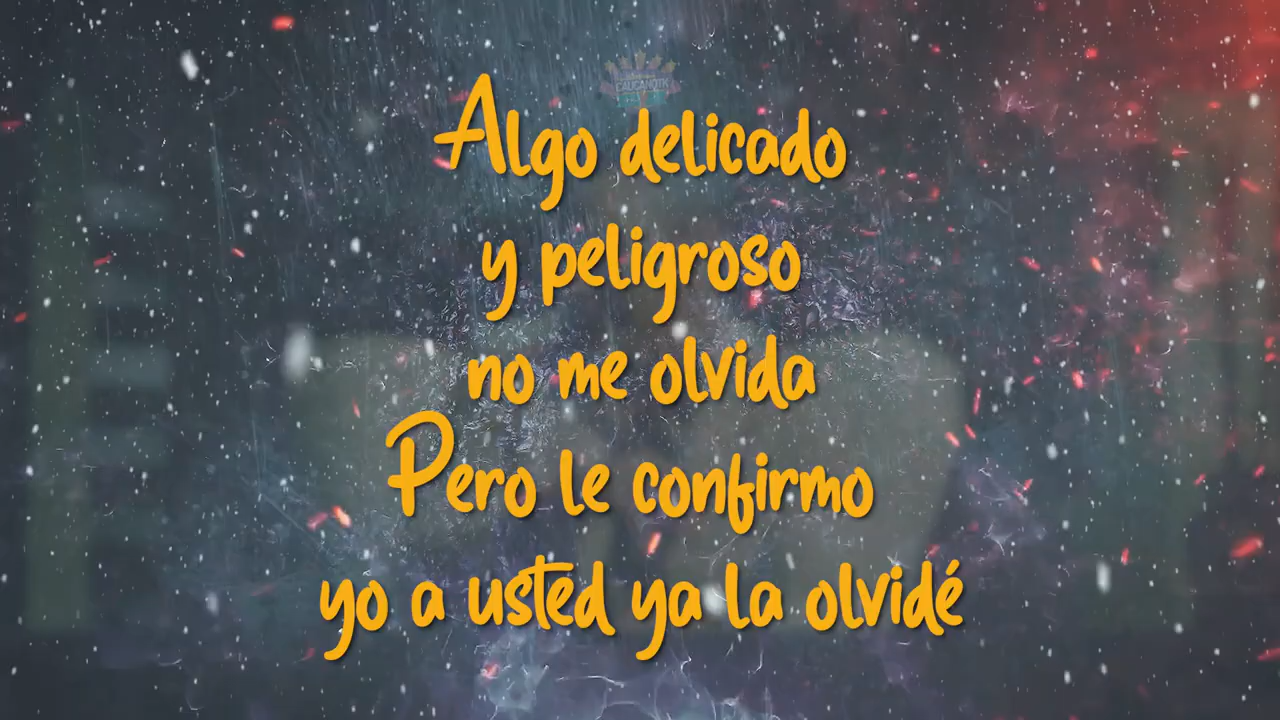 Algo delicado
y peligroso
no me olvida
Pero le confirmo
yo a usted ya la olvidé